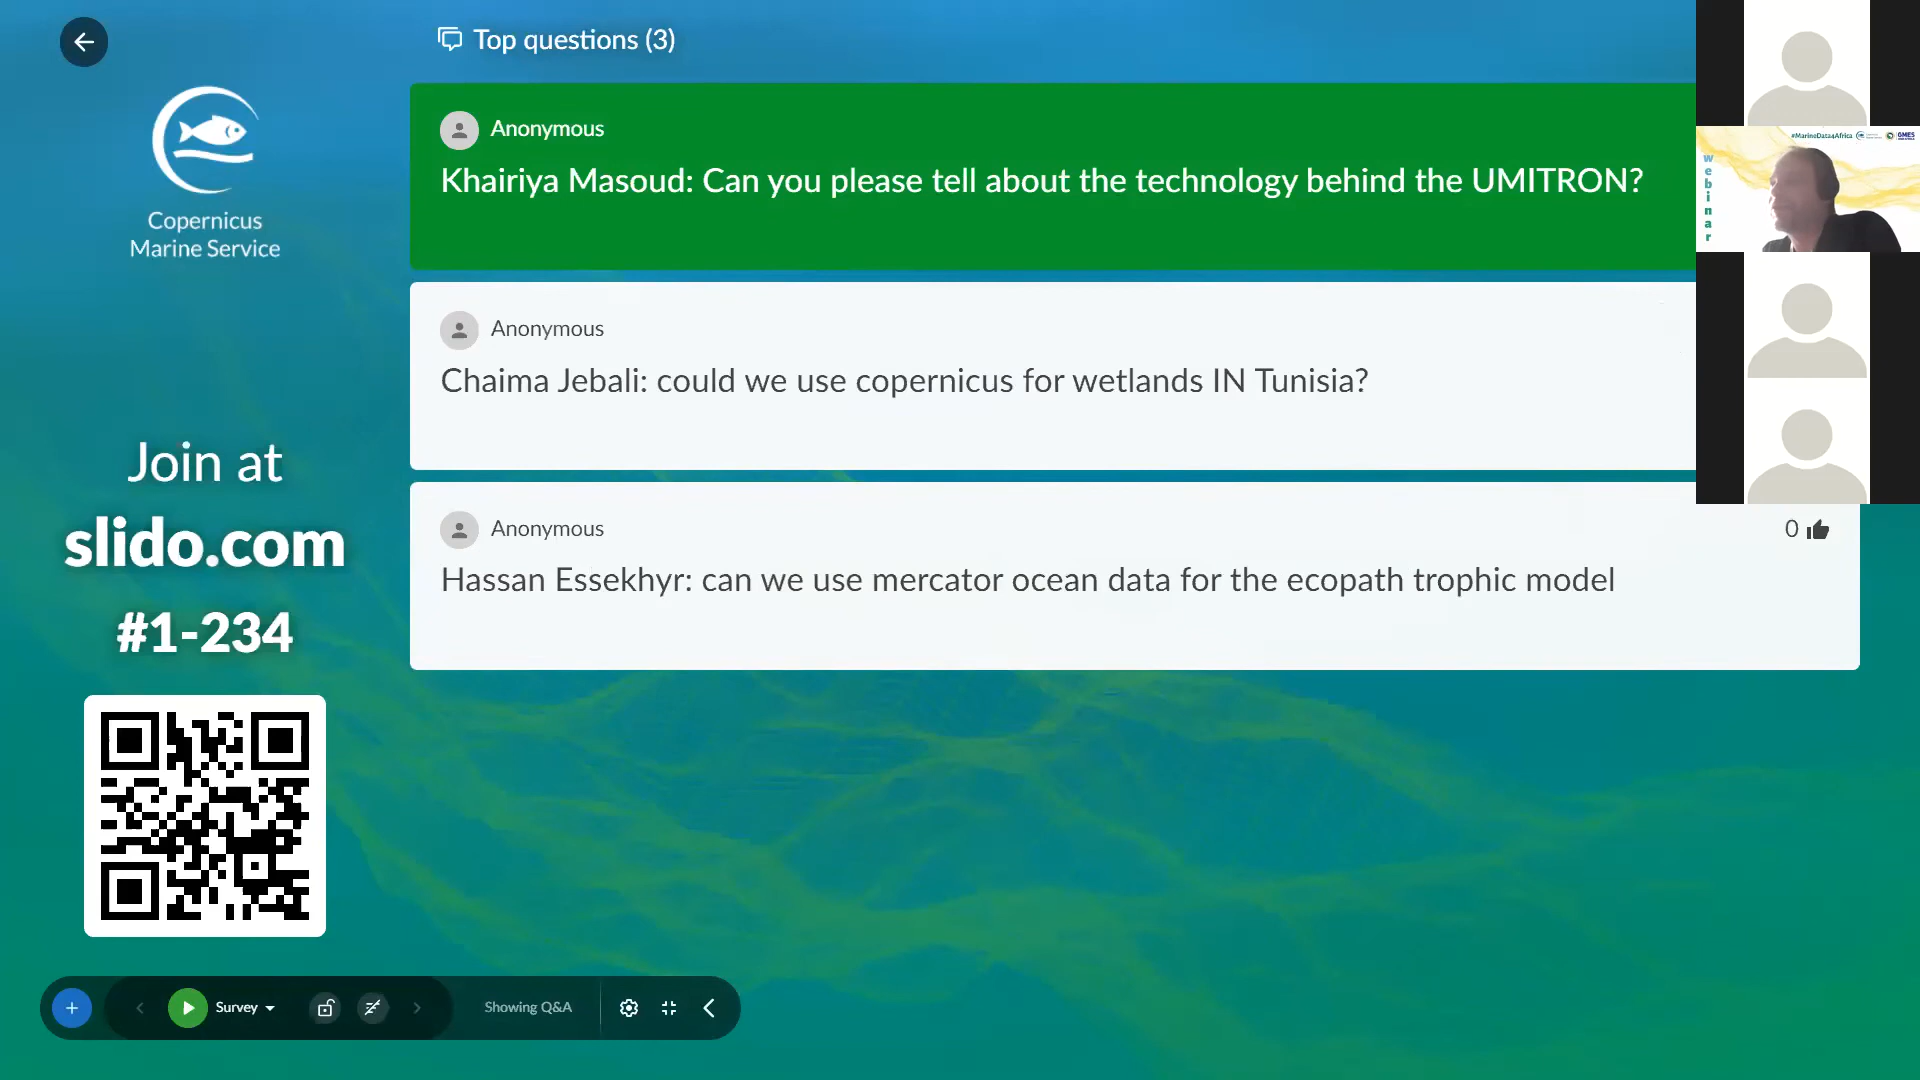 Top questions (3)
Copernicus
Marine Service
Anonymous
Khairiya Masoud: Can you please tell about the technology behind the UMITRON?
Anonymous
Chaima Jebali: could we use copernicus for wetlands IN Tunisia?
Anonymous
0
Hassan Essekhyr: can we use mercator ocean data for the ecopath trophic model
Join at
slido.com
#1-234
Survey
Showing Q&A
#MarineData4Africa
GMES
webinar